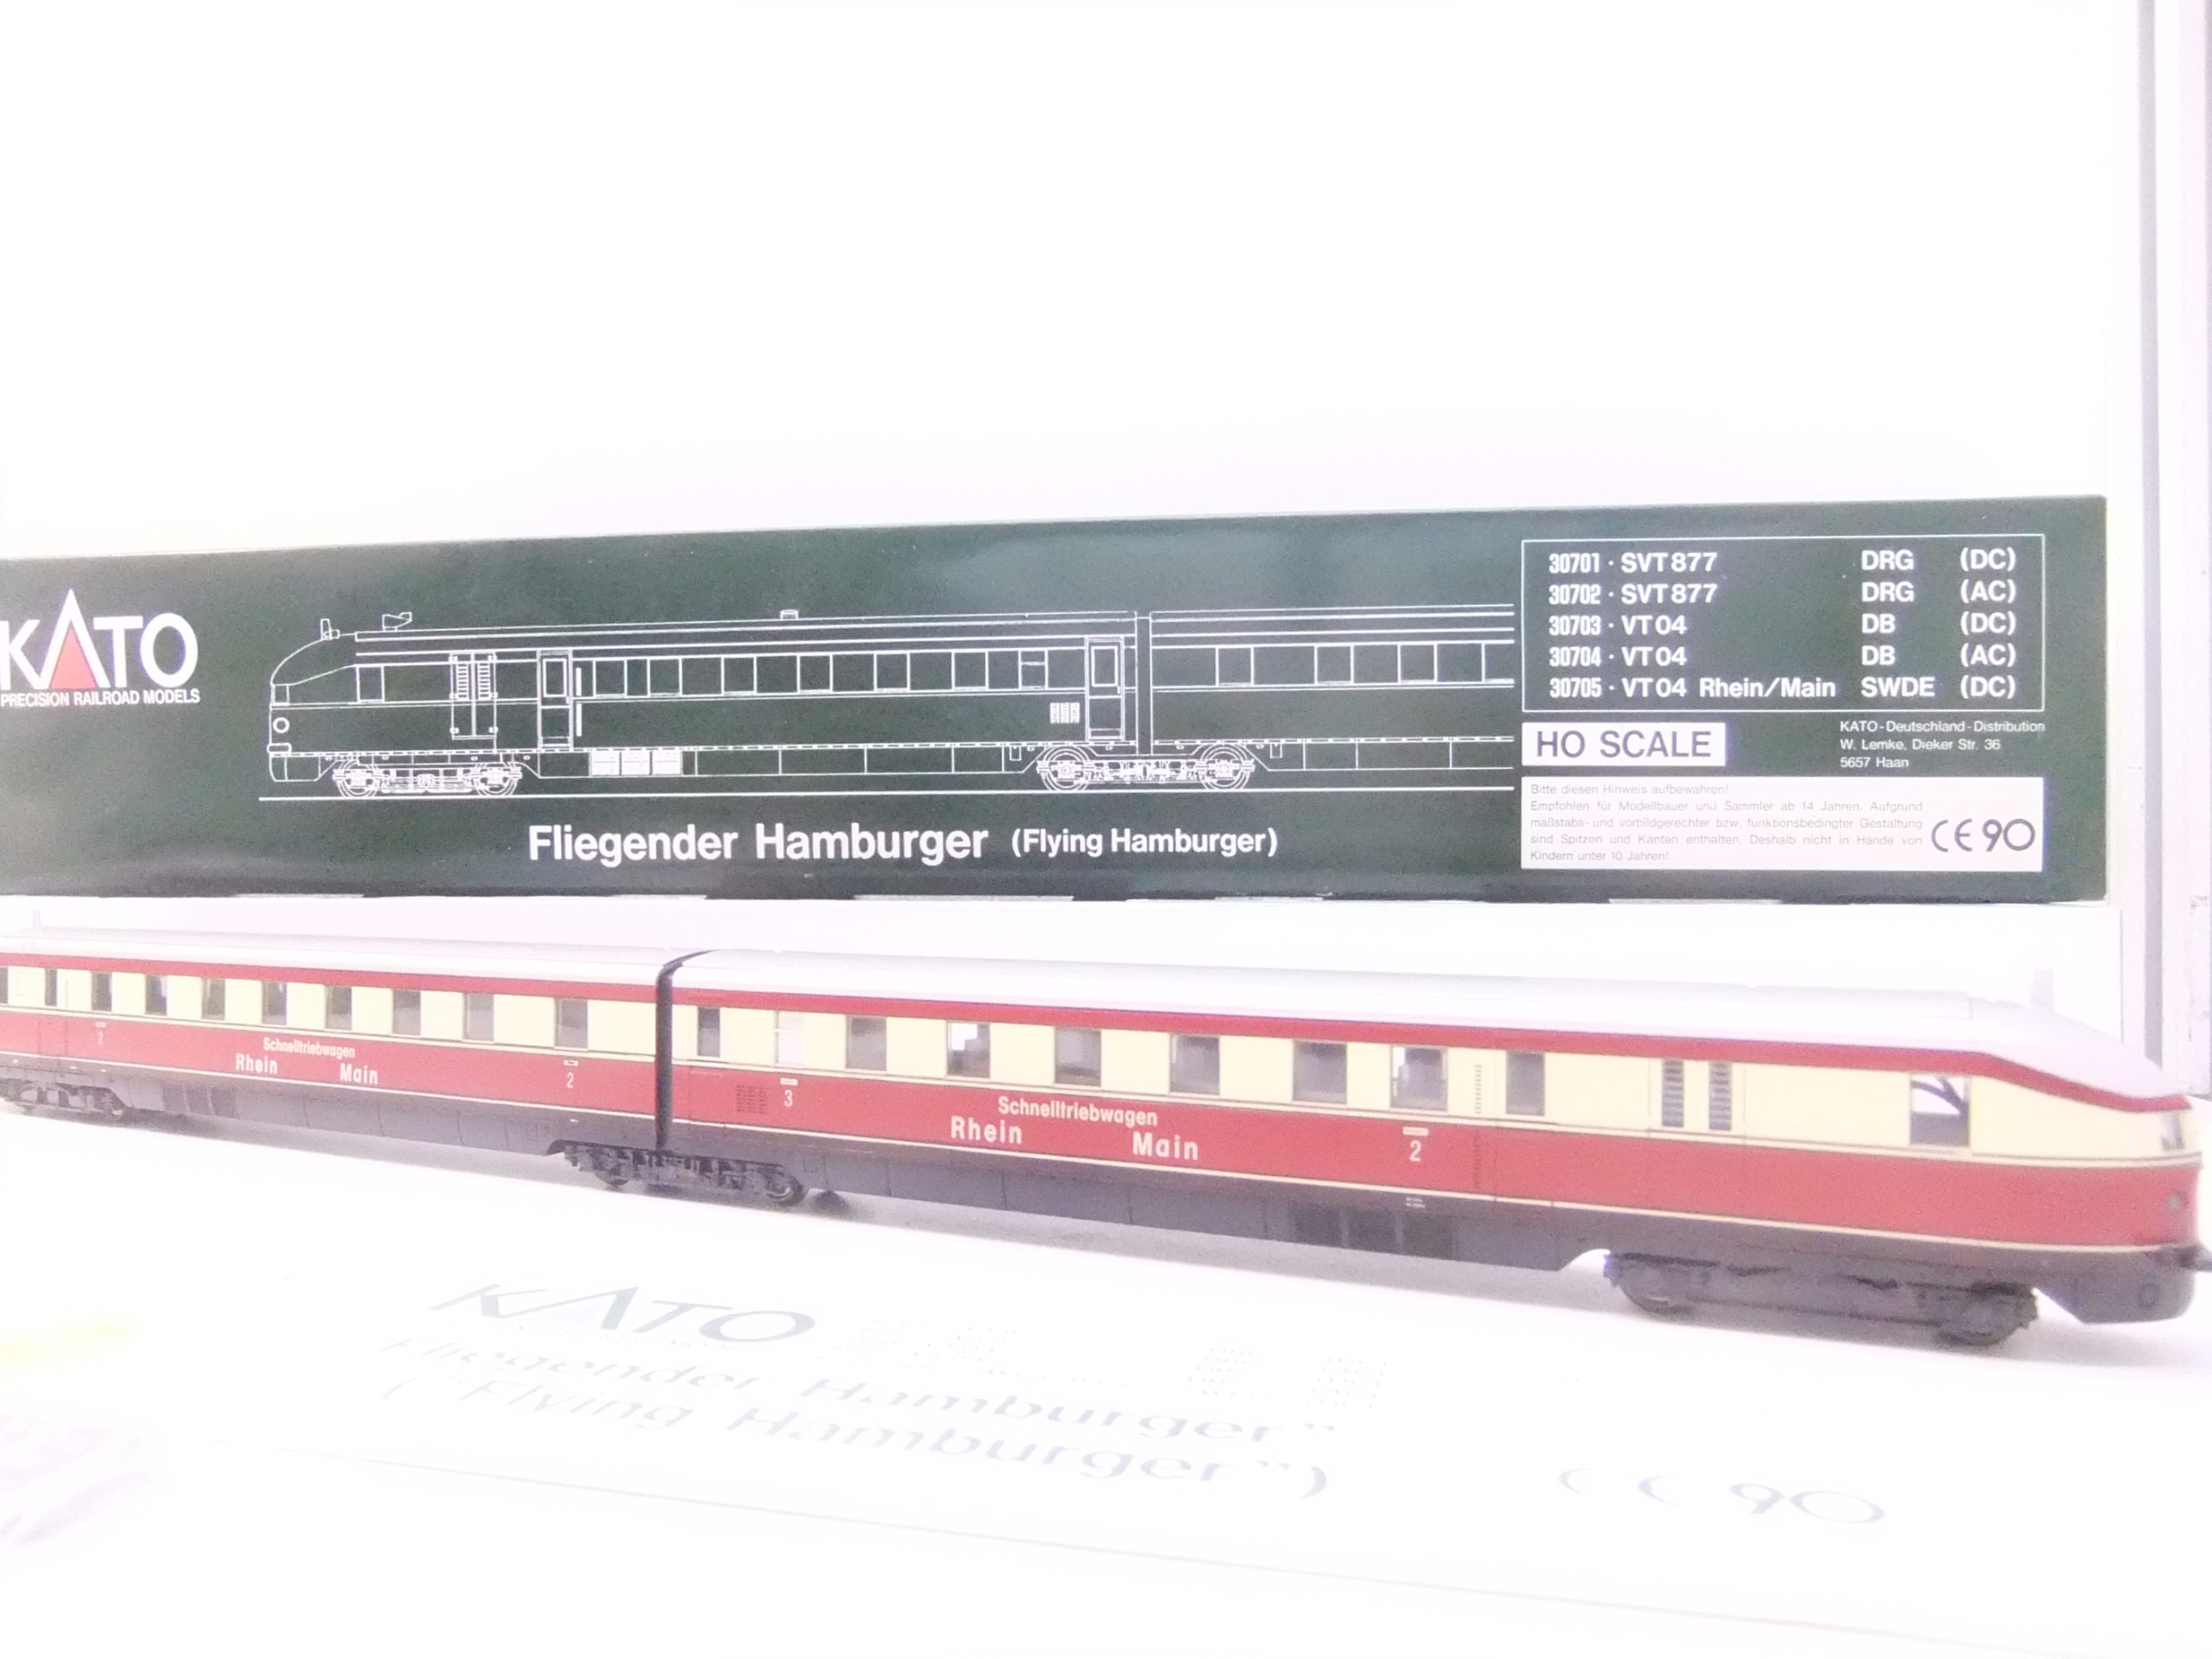 KATO
PRECISION RAILROAD MODELS
Fliegender Hamburger (Flying Hamburger)
30701 · SVT 877 DRG (DC)
30702 · SVT 877 DRG (AC)
30703 · VT 04 DB (DC)
30704 · VT 04 DB (AC)
30705 · VT 04 Rhein/Main SWDE (DC)
HO SCALE
KATO-Deutschland-Distribution
W. Lemke, Dieker Str. 36
5657 Haan
Bitte diesen Hinweis aufbewahren!
Empfohlen für Modellbauer und Sammler ab 14 Jahren. Aufgrund
maßstabs- und vorbildgerechter bzw. funktionsbedingter Gestaltung
sind Spitzen und Kanten enthalten. Deshalb nicht in Hände von
Kindern unter 10 Jahren!
CE 90
2
Schnelltriebwagen
Rhein Main
2
3
Schnelltriebwagen
Rhein Main
2
KATO
Fliegender Hamburger"
("Flying Hamburger")
CE 90